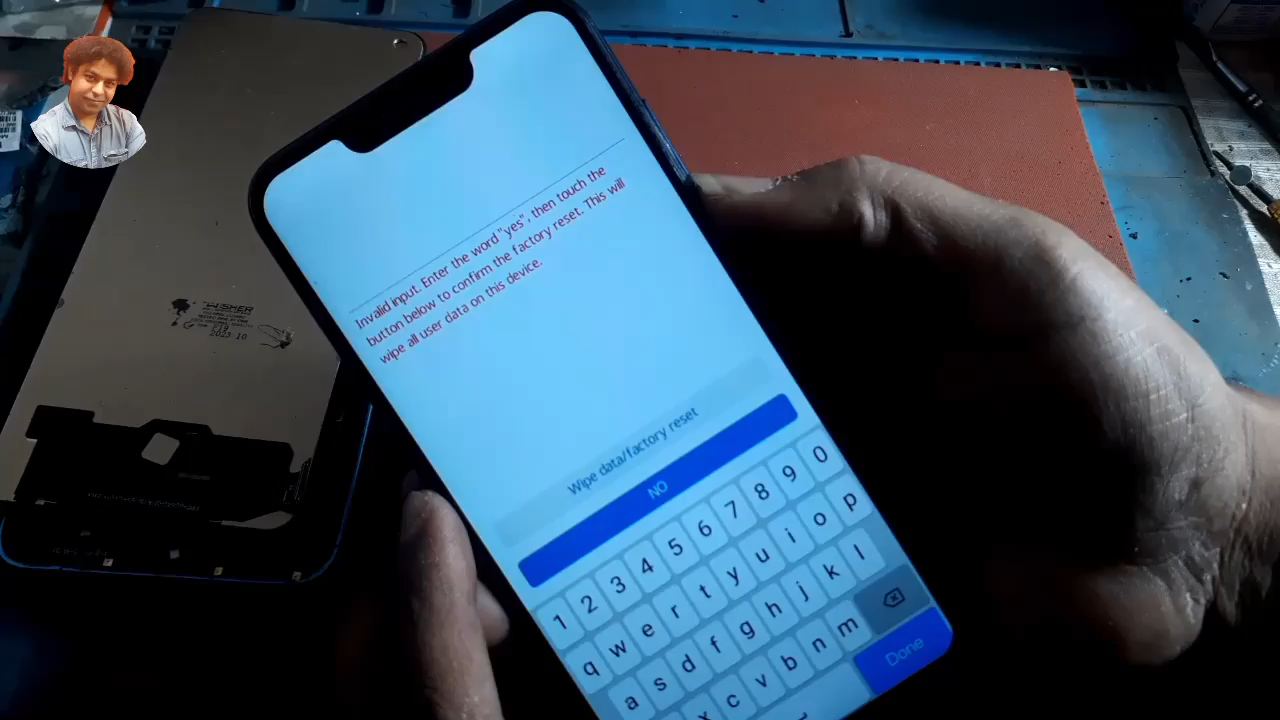 Invalid input. Enter the word "yes", then touch the
button below to confirm the factory reset. This will
wipe all user data on this device.
Wipe data/factory reset
NO
1 2 3 4 5 6 7 8 9 0
q w e r t y u i o p
a s d f g h j k l
x c v b n m
Done
2023 10